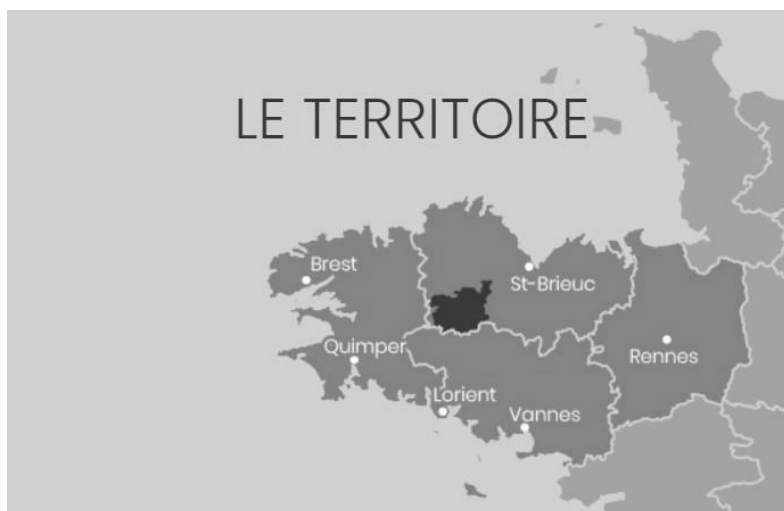 LE TERRITOIRE
Brest
St-Brieuc
Quimper
Rennes
Lorient
Vannes